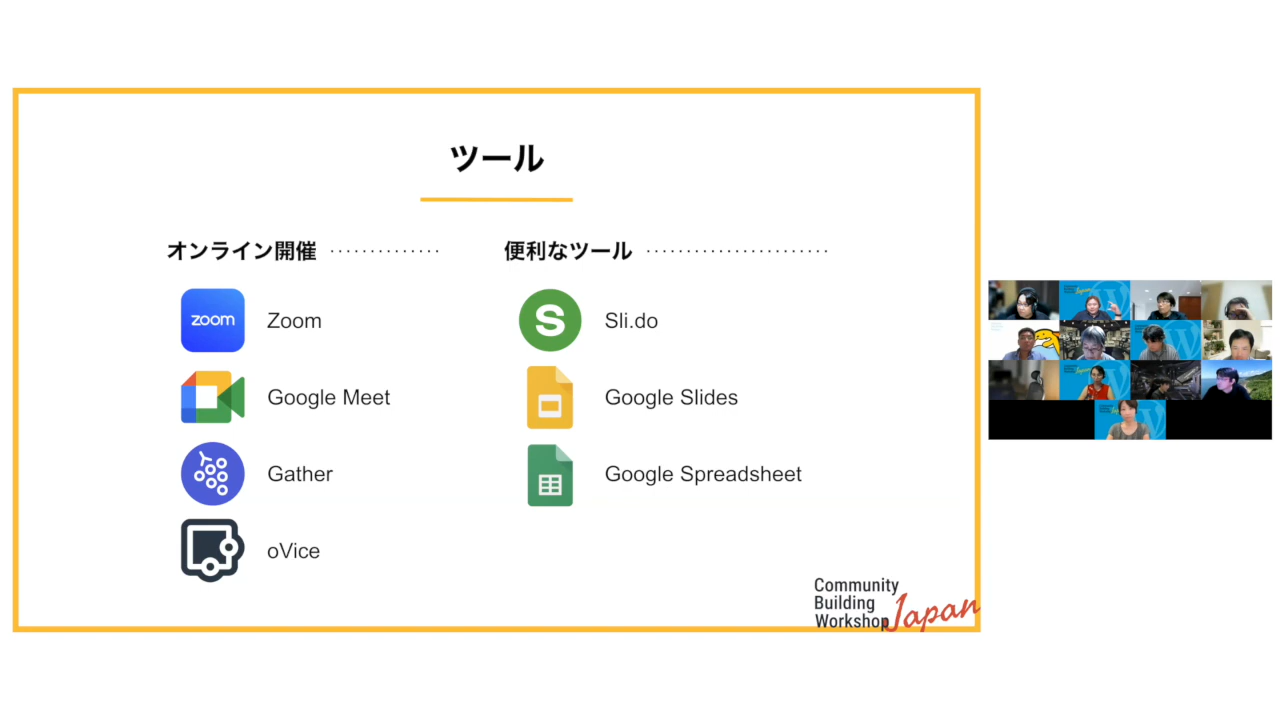 ツール
オンライン開催
zoom
Zoom
Google Meet
Gather
oVice
便利なツール
S
Sli.do
Google Slides
Google Spreadsheet
Community
Building
Workshop
Japan